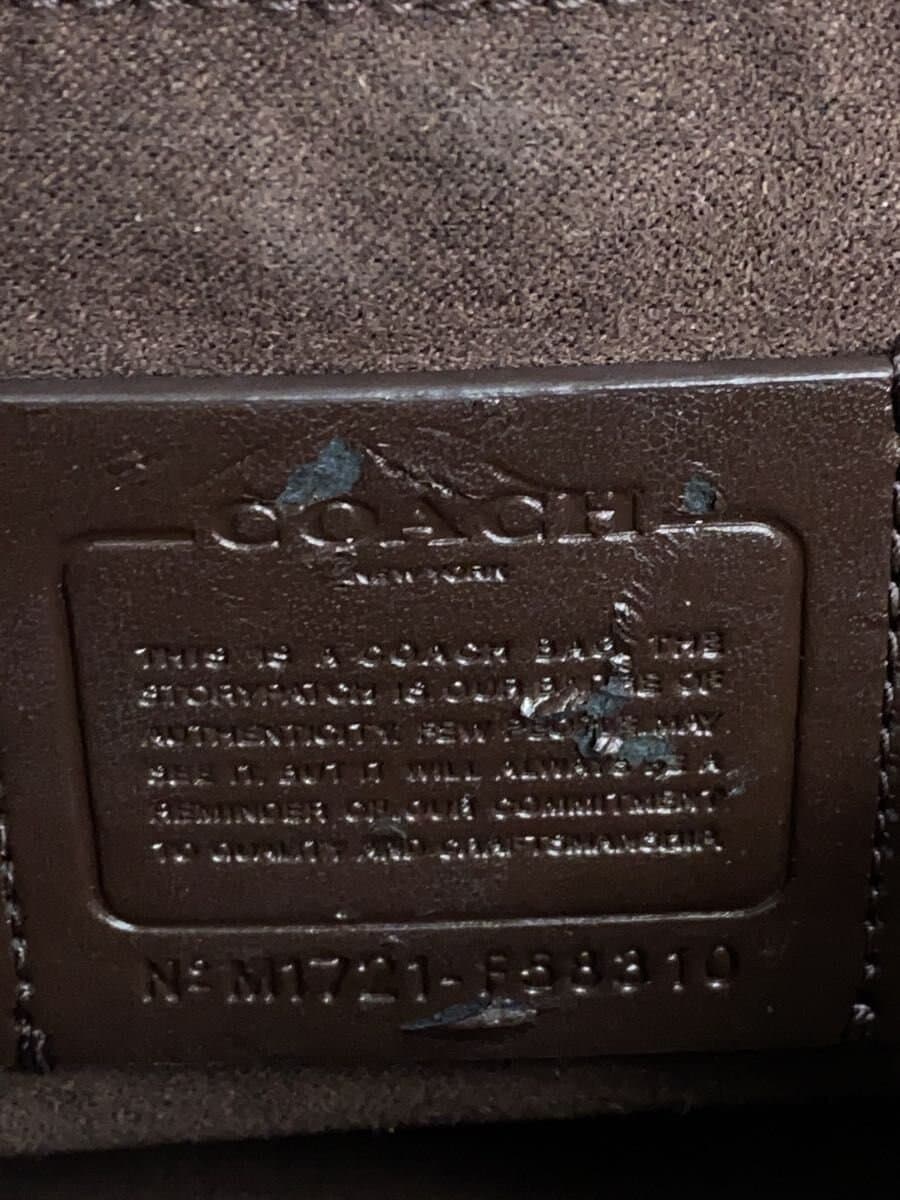 COACH
NEW YORK
THIS IS A COACH BAG. THE
STORYPATCH IS OUR BADGE OF
AUTHENTICITY. FEW PEOPLE MAY
SEE IT, BUT IT WILL ALWAYS BE A
REMINDER OF OUR COMMITMENT
TO QUALITY AND CRAFTSMANSHIP.
Nº M1721-F58310